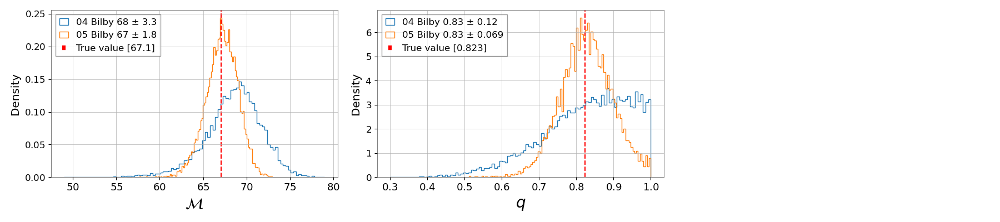 0.25
0.20
0.15
0.10
0.05
0.00
Density
04 Bilby 68 ± 3.3
05 Bilby 67 ± 1.8
True value [67.1]
50 55 60 65 70 75 80
ℳ
6
5
4
3
2
1
0
Density
04 Bilby 0.83 ± 0.12
05 Bilby 0.83 ± 0.069
True value [0.823]
0.3 0.4 0.5 0.6 0.7 0.8 0.9 1.0
q